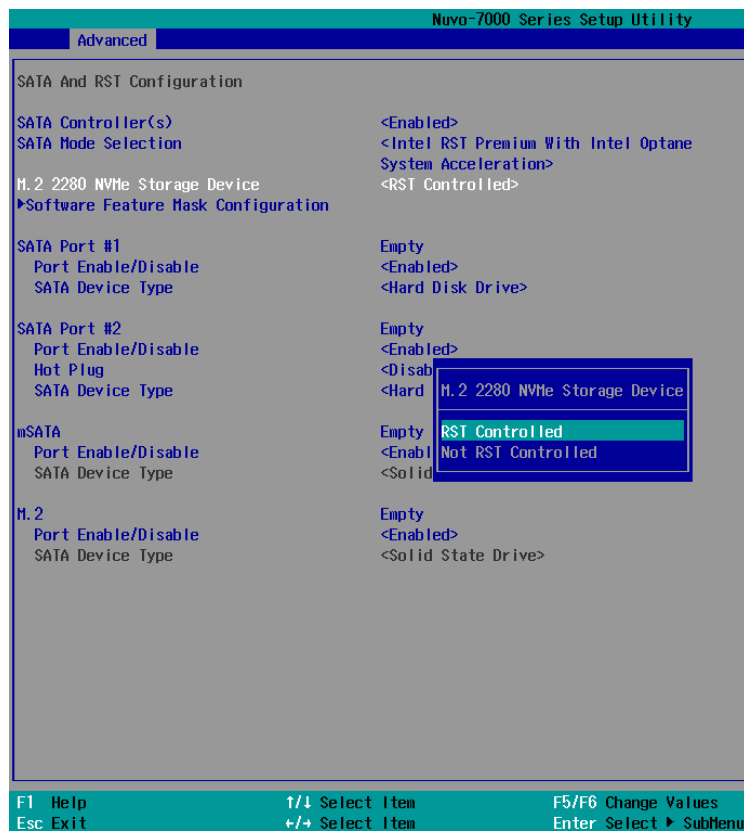 Nuvo-7000 Series Setup Utility
Advanced
SATA And RST Configuration
SATA Controller(s) <Enabled>
SATA Mode Selection <Intel RST Premium With Intel Optane
System Acceleration>
M.2 2280 NVMe Storage Device <RST Controlled>
▶Software Feature Mask Configuration
SATA Port #1 Empty
Port Enable/Disable <Enabled>
SATA Device Type <Hard Disk Drive>
SATA Port #2 Empty
Port Enable/Disable <Enabled>
Hot Plug <Disab
SATA Device Type <Hard
M.2 2280 NVMe Storage Device
RST Controlled
Not RST Controlled
mSATA Empty
Port Enable/Disable <Enabl
SATA Device Type <Solid
M.2 Empty
Port Enable/Disable <Enabled>
SATA Device Type <Solid State Drive>
F1 Help ↑/↓ Select Item F5/F6 Change Values
Esc Exit ←/→ Select Item Enter Select ▶ SubMenu